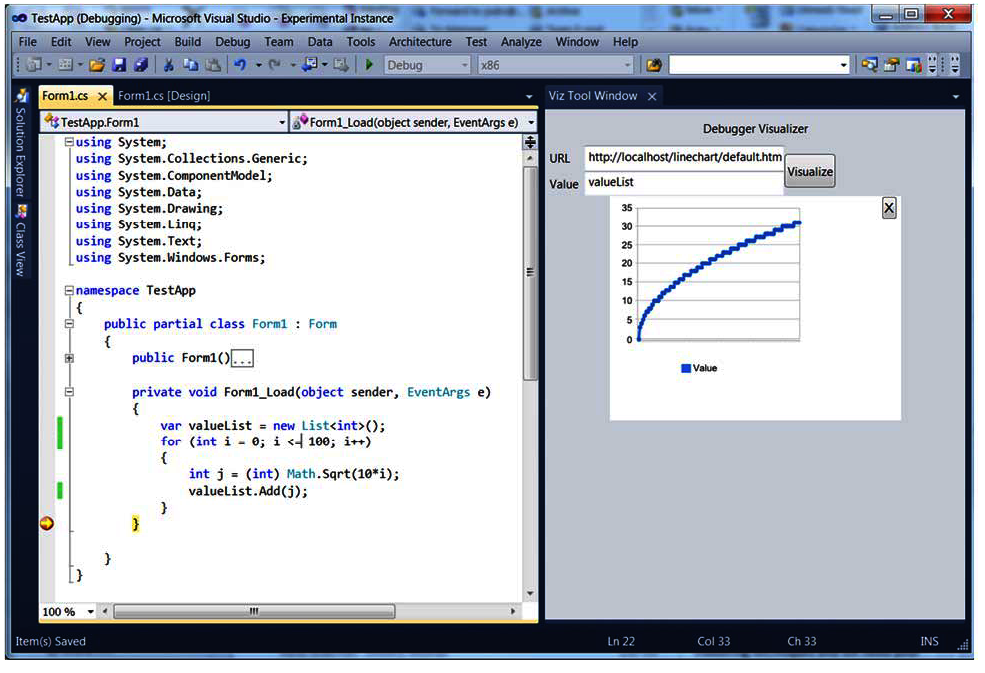 TestApp (Debugging) - Microsoft Visual Studio - Experimental Instance
File Edit View Project Build Debug Team Data Tools Architecture Test Analyze Window Help
Debug x86
Solution Explorer
Class View
Form1.cs Form1.cs [Design]
TestApp.Form1 Form1_Load(object sender, EventArgs e)
using System;
using System.Collections.Generic;
using System.ComponentModel;
using System.Data;
using System.Drawing;
using System.Linq;
using System.Text;
using System.Windows.Forms;
namespace TestApp
{
public partial class Form1 : Form
{
public Form1()...
private void Form1_Load(object sender, EventArgs e)
{
var valueList = new List<int>();
for (int i = 0; i <= 100; i++)
{
int j = (int) Math.Sqrt(10*i);
valueList.Add(j);
}
}
}
}
100 %
Viz Tool Window
Debugger Visualizer
URL http://localhost/linechart/default.htm
Value valueList
Visualize
X
35
30
25
20
15
10
5
0
Value
Item(s) Saved Ln 22 Col 33 Ch 33 INS